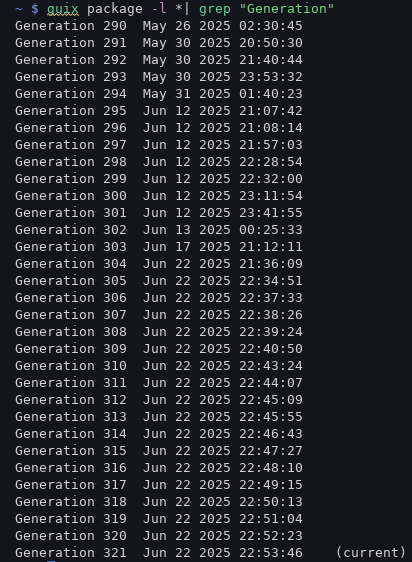 ~ $ guix package -l *| grep "Generation"
Generation 290  May 26 2025 02:30:45
Generation 291  May 30 2025 20:50:30
Generation 292  May 30 2025 21:40:44
Generation 293  May 30 2025 23:53:32
Generation 294  May 31 2025 01:40:23
Generation 295  Jun 12 2025 21:07:42
Generation 296  Jun 12 2025 21:08:14
Generation 297  Jun 12 2025 21:57:03
Generation 298  Jun 12 2025 22:28:54
Generation 299  Jun 12 2025 22:32:00
Generation 300  Jun 12 2025 23:11:54
Generation 301  Jun 12 2025 23:41:55
Generation 302  Jun 13 2025 00:25:33
Generation 303  Jun 17 2025 21:12:11
Generation 304  Jun 22 2025 21:36:09
Generation 305  Jun 22 2025 22:34:51
Generation 306  Jun 22 2025 22:37:33
Generation 307  Jun 22 2025 22:38:26
Generation 308  Jun 22 2025 22:39:24
Generation 309  Jun 22 2025 22:40:50
Generation 310  Jun 22 2025 22:43:24
Generation 311  Jun 22 2025 22:44:07
Generation 312  Jun 22 2025 22:45:09
Generation 313  Jun 22 2025 22:45:55
Generation 314  Jun 22 2025 22:46:43
Generation 315  Jun 22 2025 22:47:27
Generation 316  Jun 22 2025 22:48:10
Generation 317  Jun 22 2025 22:49:15
Generation 318  Jun 22 2025 22:50:13
Generation 319  Jun 22 2025 22:51:04
Generation 320  Jun 22 2025 22:52:23
Generation 321  Jun 22 2025 22:53:46    (current)